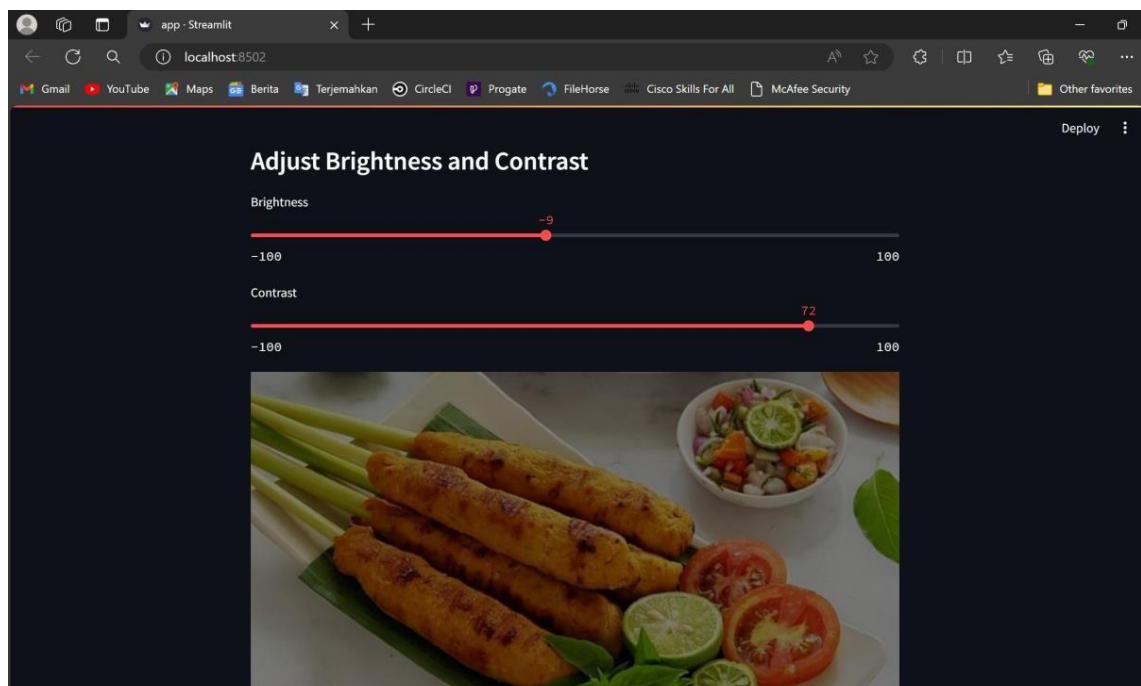 app · Streamlit
localhost:8502
Gmail YouTube Maps Berita Terjemahkan CircleCI Progate FileHorse Cisco Skills For All McAfee Security Other favorites
Deploy
Adjust Brightness and Contrast
Brightness
-9
-100 100
Contrast
72
-100 100